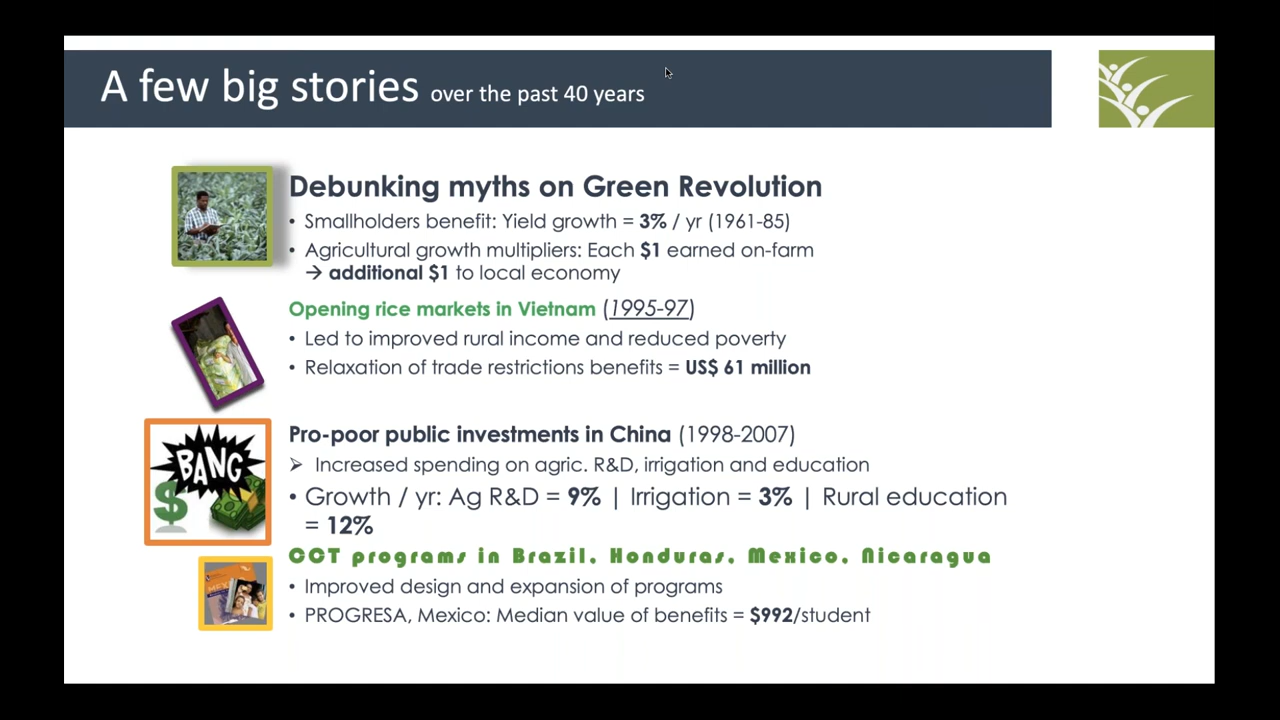 A few big stories over the past 40 years
Debunking myths on Green Revolution
• Smallholders benefit: Yield growth = 3% / yr (1961-85)
• Agricultural growth multipliers: Each $1 earned on-farm
→ additional $1 to local economy
Opening rice markets in Vietnam (1995-97)
• Led to improved rural income and reduced poverty
• Relaxation of trade restrictions benefits = US$ 61 million
BANG
$
Pro-poor public investments in China (1998-2007)
➢ Increased spending on agric. R&D, irrigation and education
• Growth / yr: Ag R&D = 9% | Irrigation = 3% | Rural education
= 12%
CCT programs in Brazil, Honduras, Mexico, Nicaragua
• Improved design and expansion of programs
• PROGRESA, Mexico: Median value of benefits = $992/student